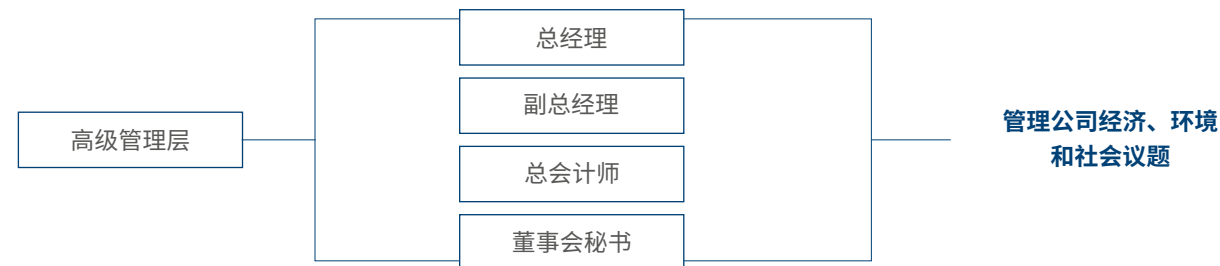 高级管理层
总经理
副总经理
总会计师
董事会秘书
管理公司经济、环境
和社会议题